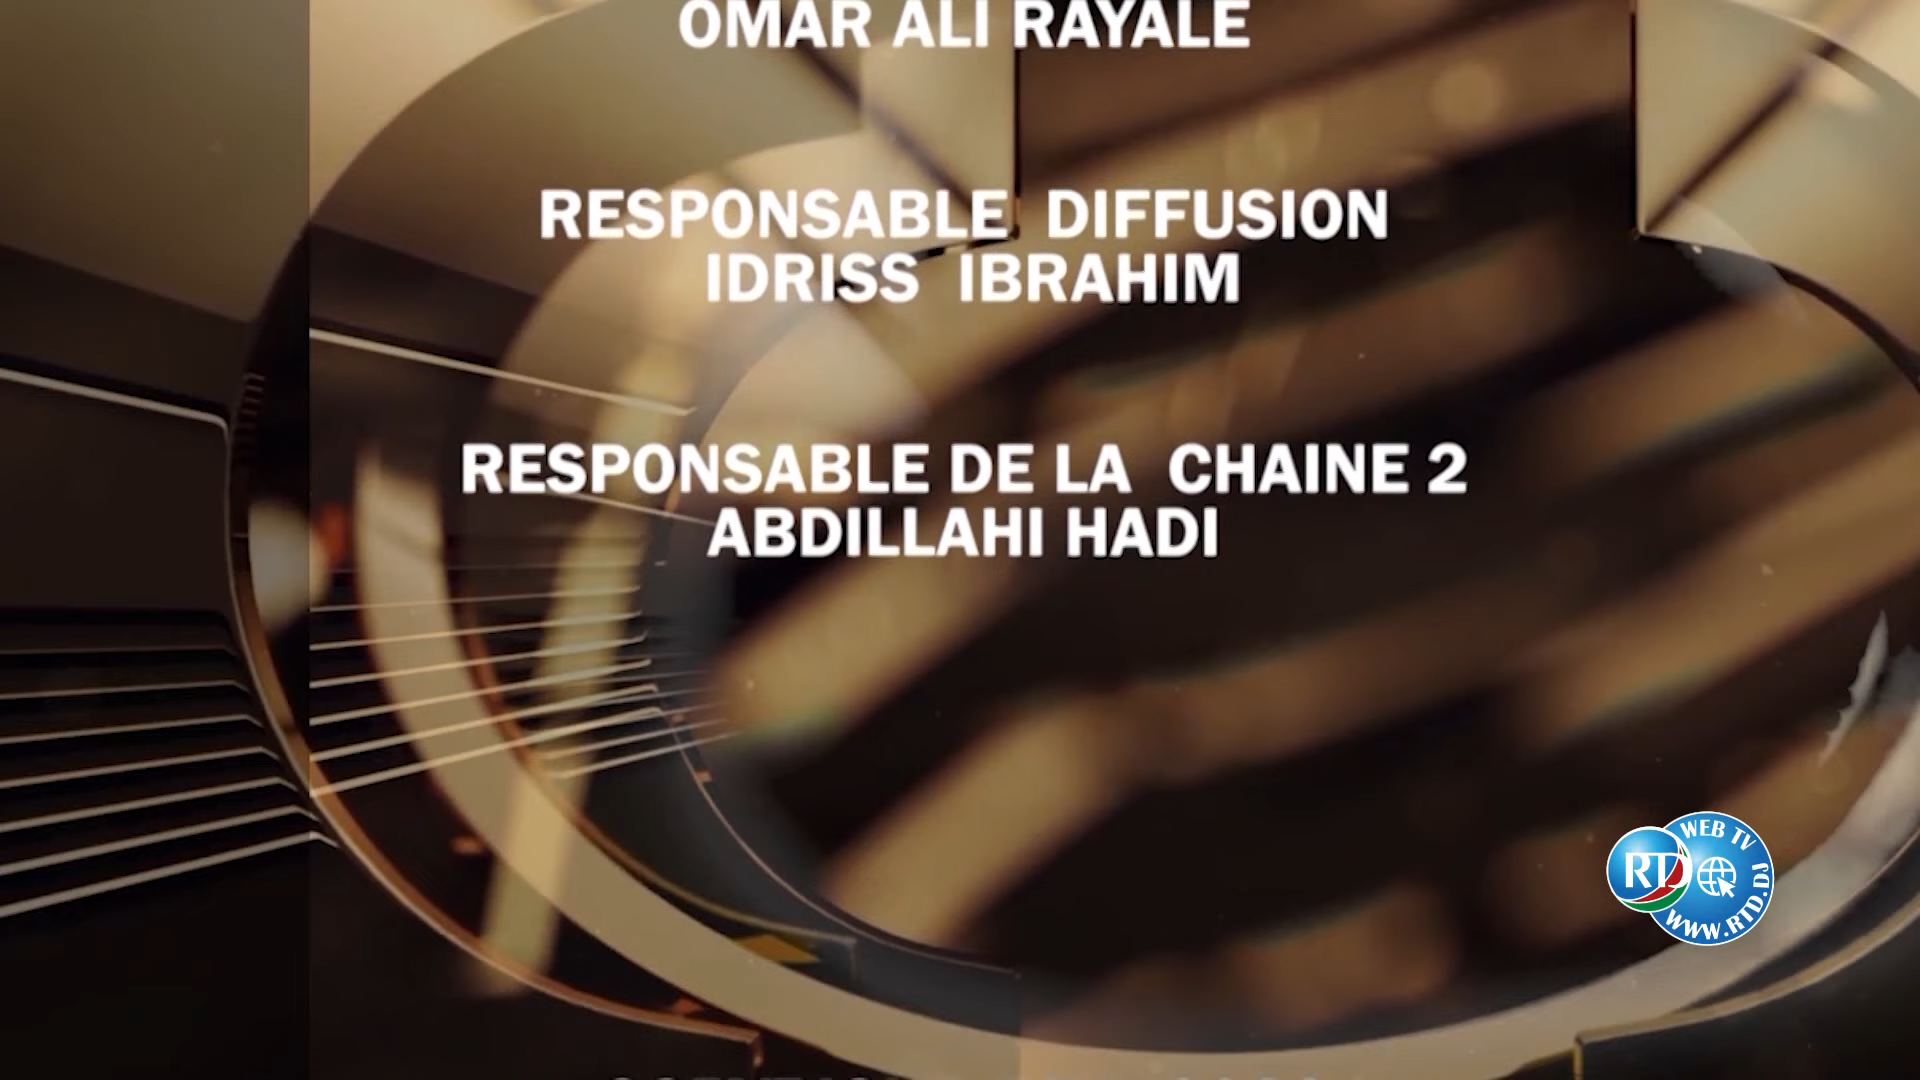 OMAR ALI RAYALE
RESPONSABLE DIFFUSION
IDRISS IBRAHIM
RESPONSABLE DE LA CHAINE 2
ABDILLAHI HADI
WEB TV
RTD
WWW.RTD.DJ